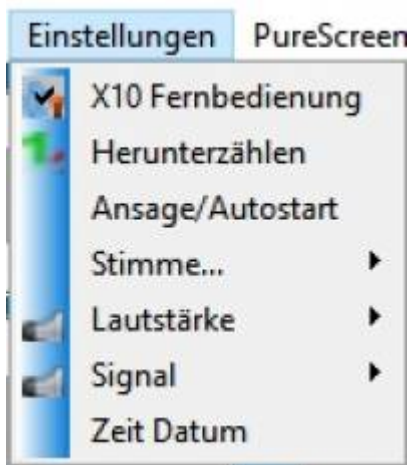 Einstellungen PureScreen
X10 Fernbedienung
Herunterzählen
Ansage/Autostart
Stimme...
Lautstärke
Signal
Zeit Datum